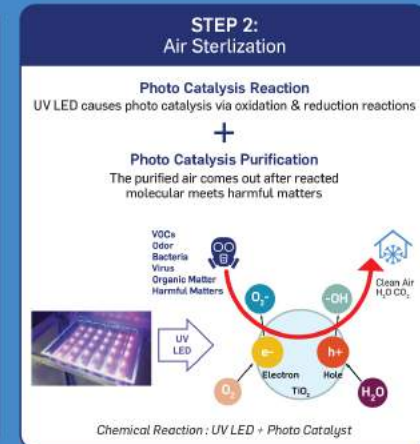 STEP 2:
Air Sterlization
Photo Catalysis Reaction
UV LED causes photo catalysis via oxidation & reduction reactions
+
Photo Catalysis Purification
The purified air comes out after reacted
molecular meets harmful matters
VOCs
Odor
Bacteria
Virus
Organic Matter
Harmful Matters
Clean Air
H₂O CO₂
O₂-
-OH
UV
LED
e-
h+
Electron
Hole
TiO₂
O₂
H₂O
Chemical Reaction : UV LED + Photo Catalyst